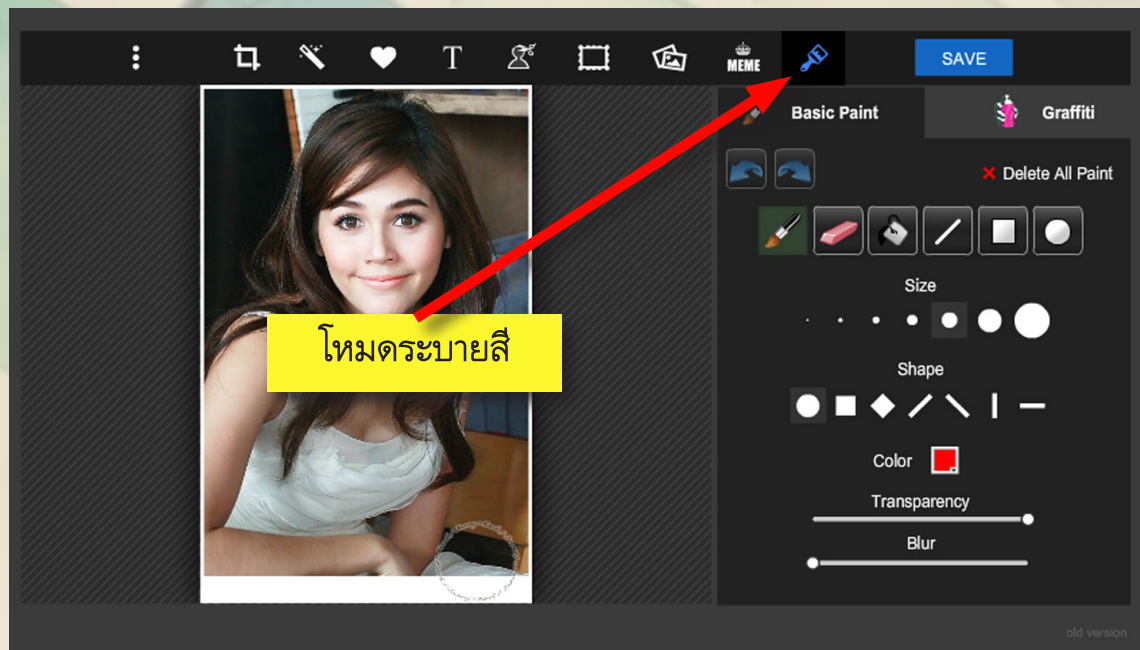 T
MEME
SAVE
Basic Paint
Graffiti
Delete All Paint
Size
โหมดระบายสี
Shape
Color
Transparency
Blur
old version